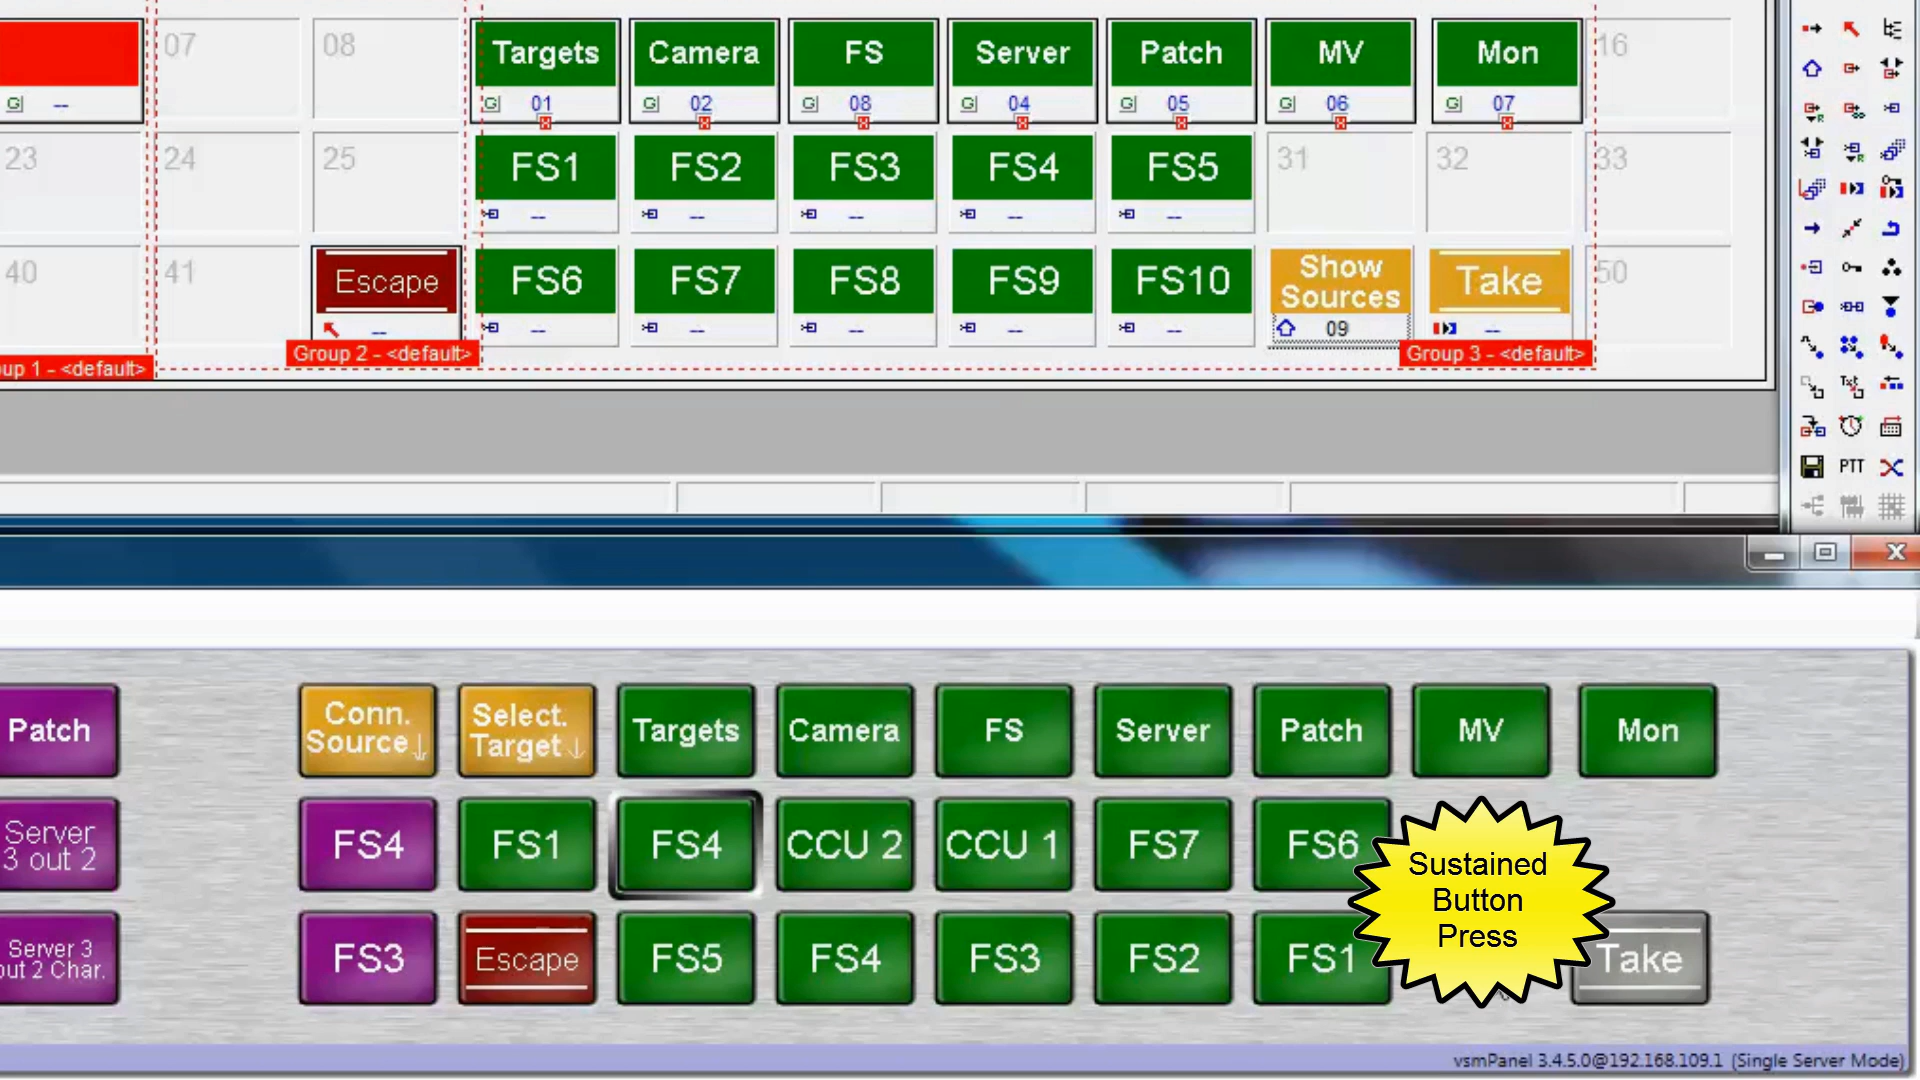 07 08 Targets Camera FS Server Patch MV Mon 16
G -- G 01 G 02 G 08 G 04 G 05 G 06 G 07
23 24 25 FS1 FS2 FS3 FS4 FS5 31 32 33
-- -- -- -- --
40 41 Escape FS6 FS7 FS8 FS9 FS10 Show Sources Take 50
-- -- -- -- -- -- 09 --
up 1 - <default> Group 2 - <default> Group 3 - <default>
Txt
PTT
Patch Conn. Source↓ Select. Target↓ Targets Camera FS Server Patch MV Mon
Server 3 out 2 FS4 FS1 FS4 CCU 2 CCU 1 FS7 FS6
Sustained
Button
Press
Server 3 out 2 Char. FS3 Escape FS5 FS4 FS3 FS2 FS1 Take
vsmPanel 3.4.5.0@192.168.109.1 (Single Server Mode)